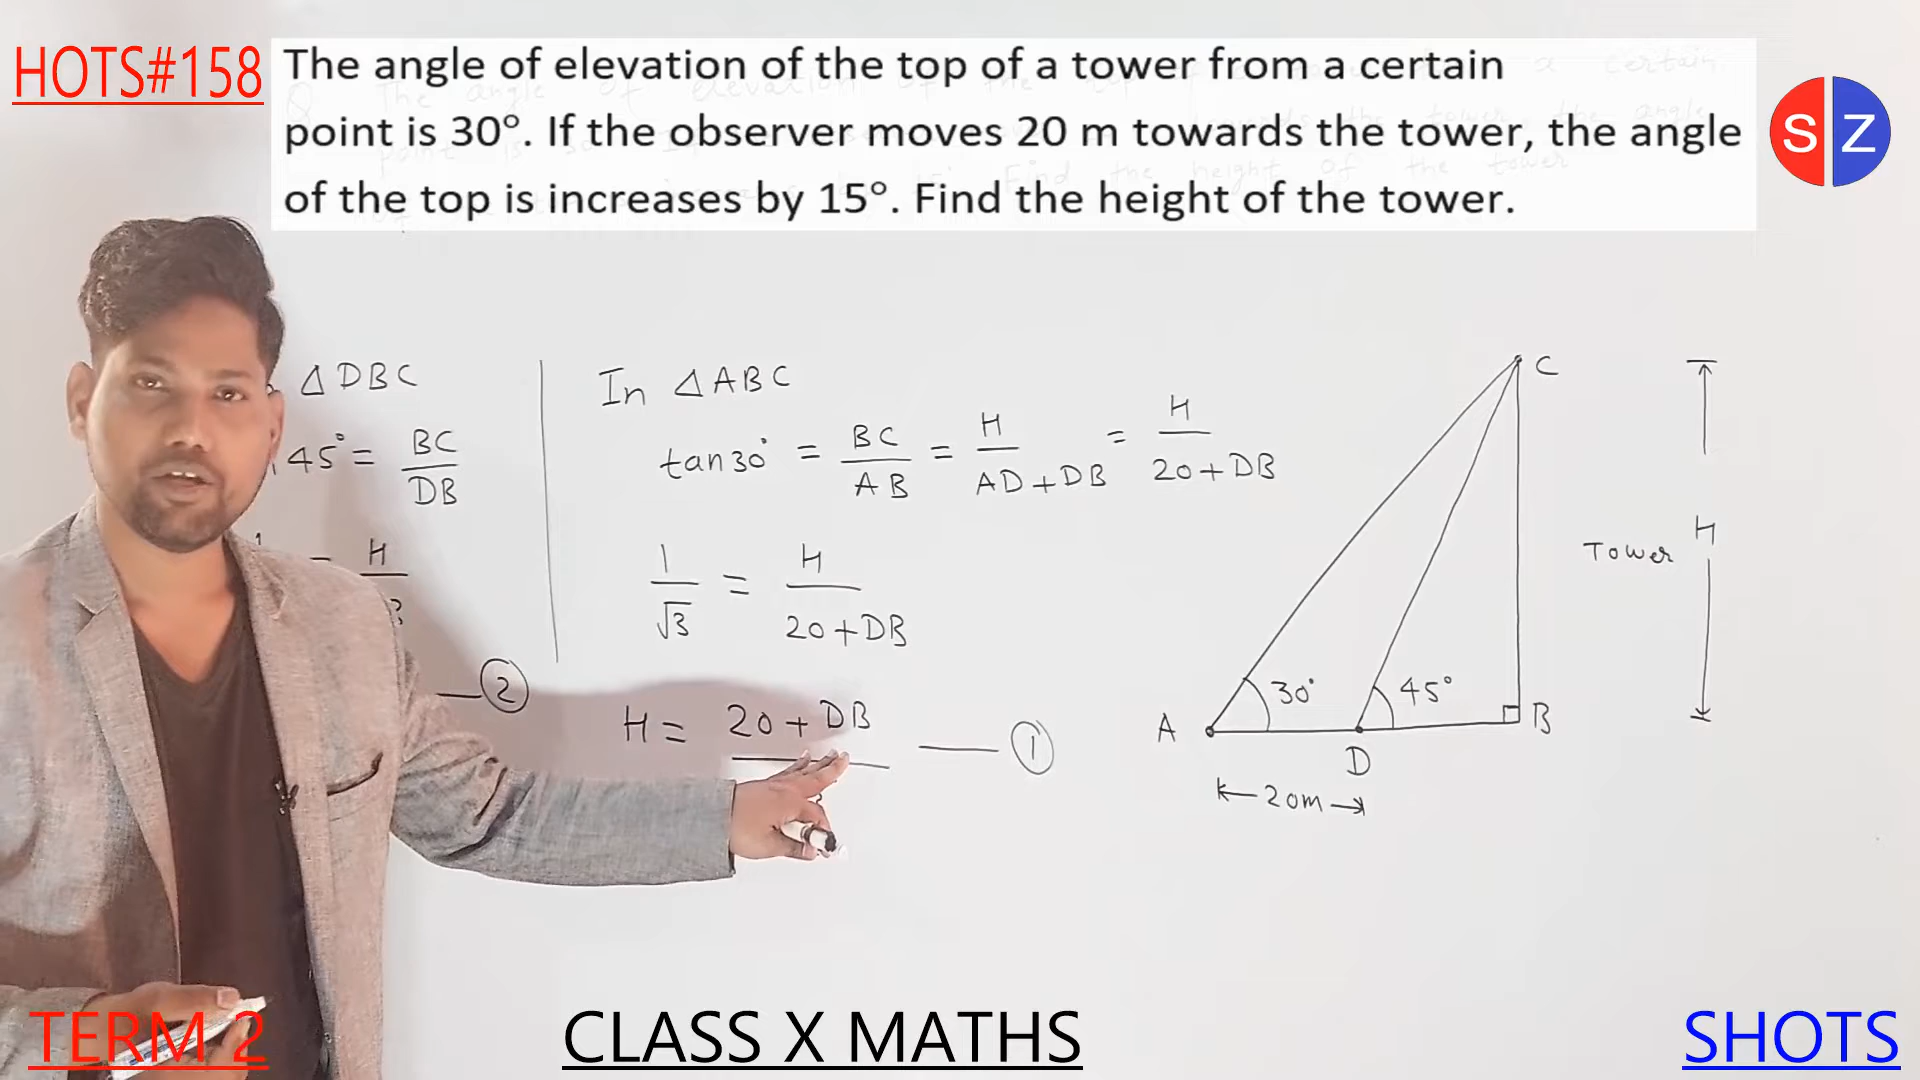 HOTS#158
The angle of elevation of the top of a tower from a certain
point is 30°. If the observer moves 20 m towards the tower, the angle
of the top is increases by 15°. Find the height of the tower.
S Z
△DBC
45° = BC / DB
= H /
② 
In △ABC
tan30° = BC / AB = H / AD+DB = H / 20+DB
1 / √3 = H / 20+DB
H = 20+DB / ①
C
Tower H
A 30° 45° B
D
20m
TERM 2
CLASS X MATHS
SHOTS